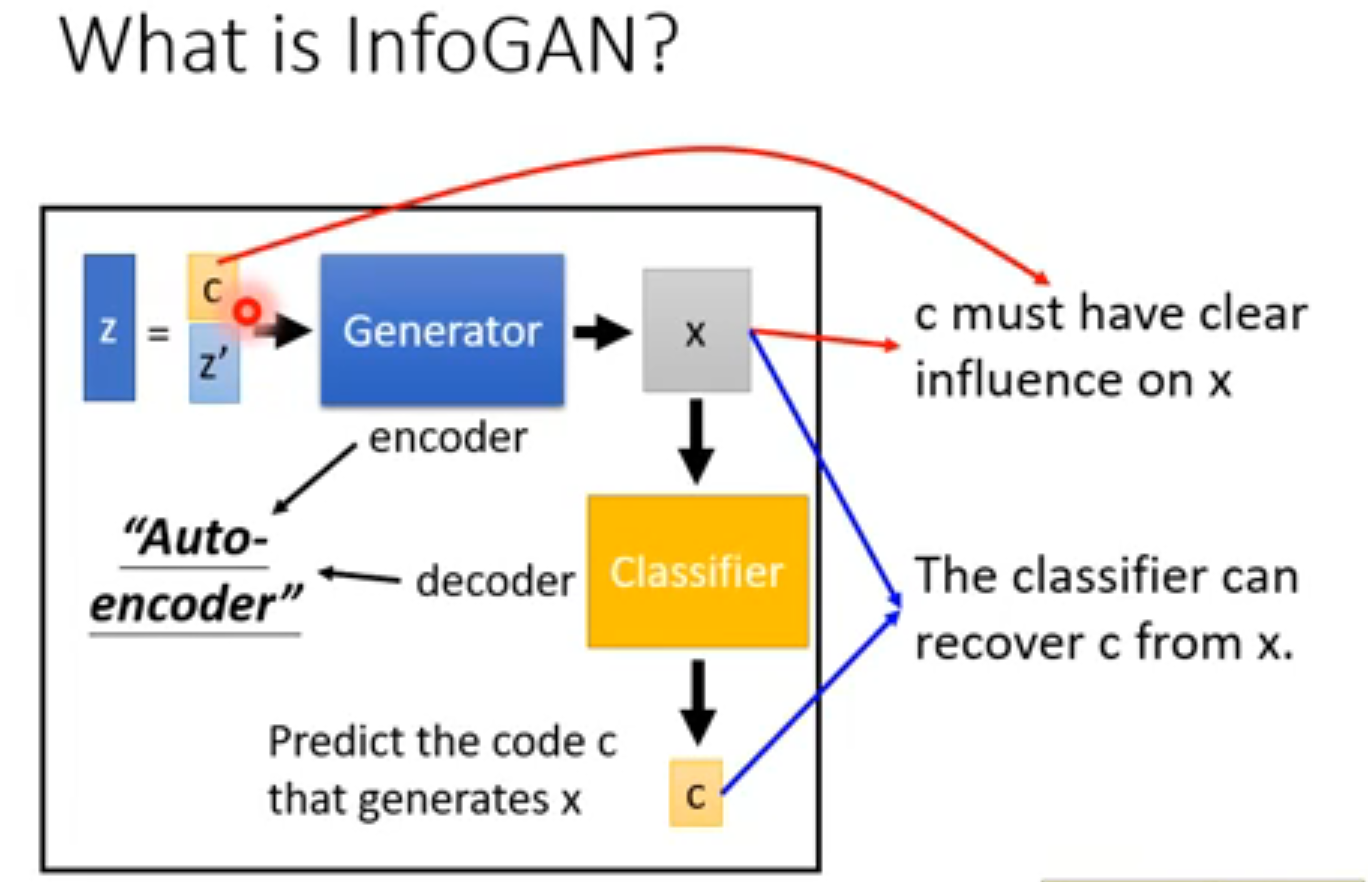 What is InfoGAN?
z
=
c
z'
Generator
x
c must have clear
influence on x
encoder
"Auto-
encoder"
decoder
Classifier
The classifier can
recover c from x.
Predict the code c
that generates x
c